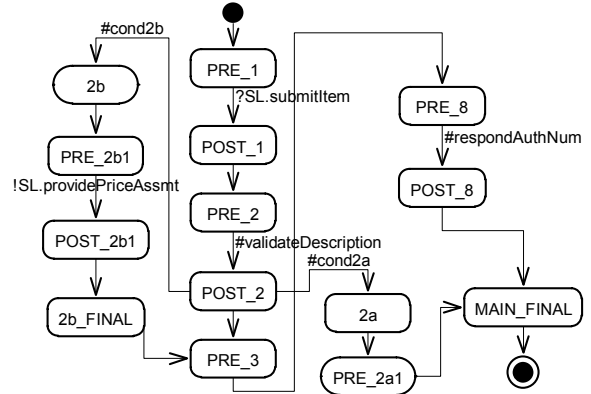 #cond2b
2b
PRE_2b1
!SL.providePriceAssmt
POST_2b1
2b_FINAL
PRE_1
?SL.submitItem
POST_1
PRE_2
#validateDescription
POST_2
PRE_3
#cond2a
2a
PRE_2a1
PRE_8
#respondAuthNum
POST_8
MAIN_FINAL